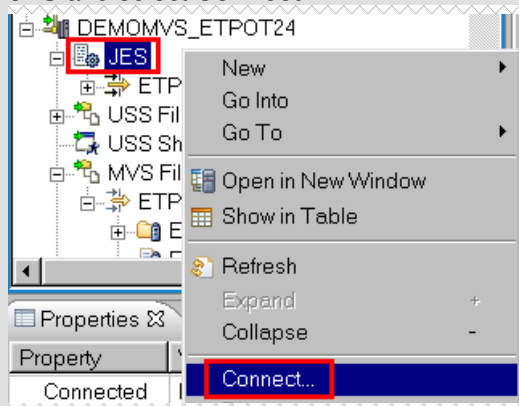 DEMOMVS_ETPOT24
JES
ETP
USS Fil
USS Sh
MVS Fil
ETP
E
New
Go Into
Go To
Open in New Window
Show in Table
Refresh
Expand +
Collapse -
Connect...
Properties
Property
Connected